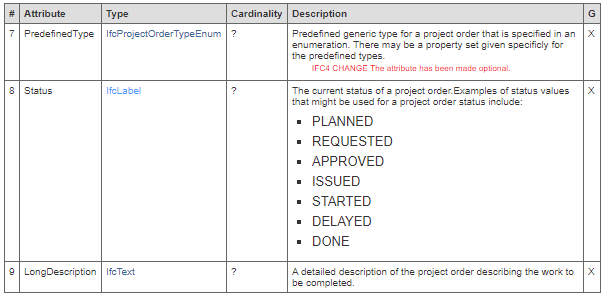 # Attribute Type Cardinality Description G
7 PredefinedType IfcProjectOrderTypeEnum ? Predefined generic type for a project order that is specified in an X
enumeration. There may be a property set given specificly for
the predefined types.
IFC4 CHANGE The attribute has been made optional.
8 Status IfcLabel ? The current status of a project order.Examples of status values X
that might be used for a project order status include:
▪ PLANNED
▪ REQUESTED
▪ APPROVED
▪ ISSUED
▪ STARTED
▪ DELAYED
▪ DONE
9 LongDescription IfcText ? A detailed description of the project order describing the work to X
be completed.